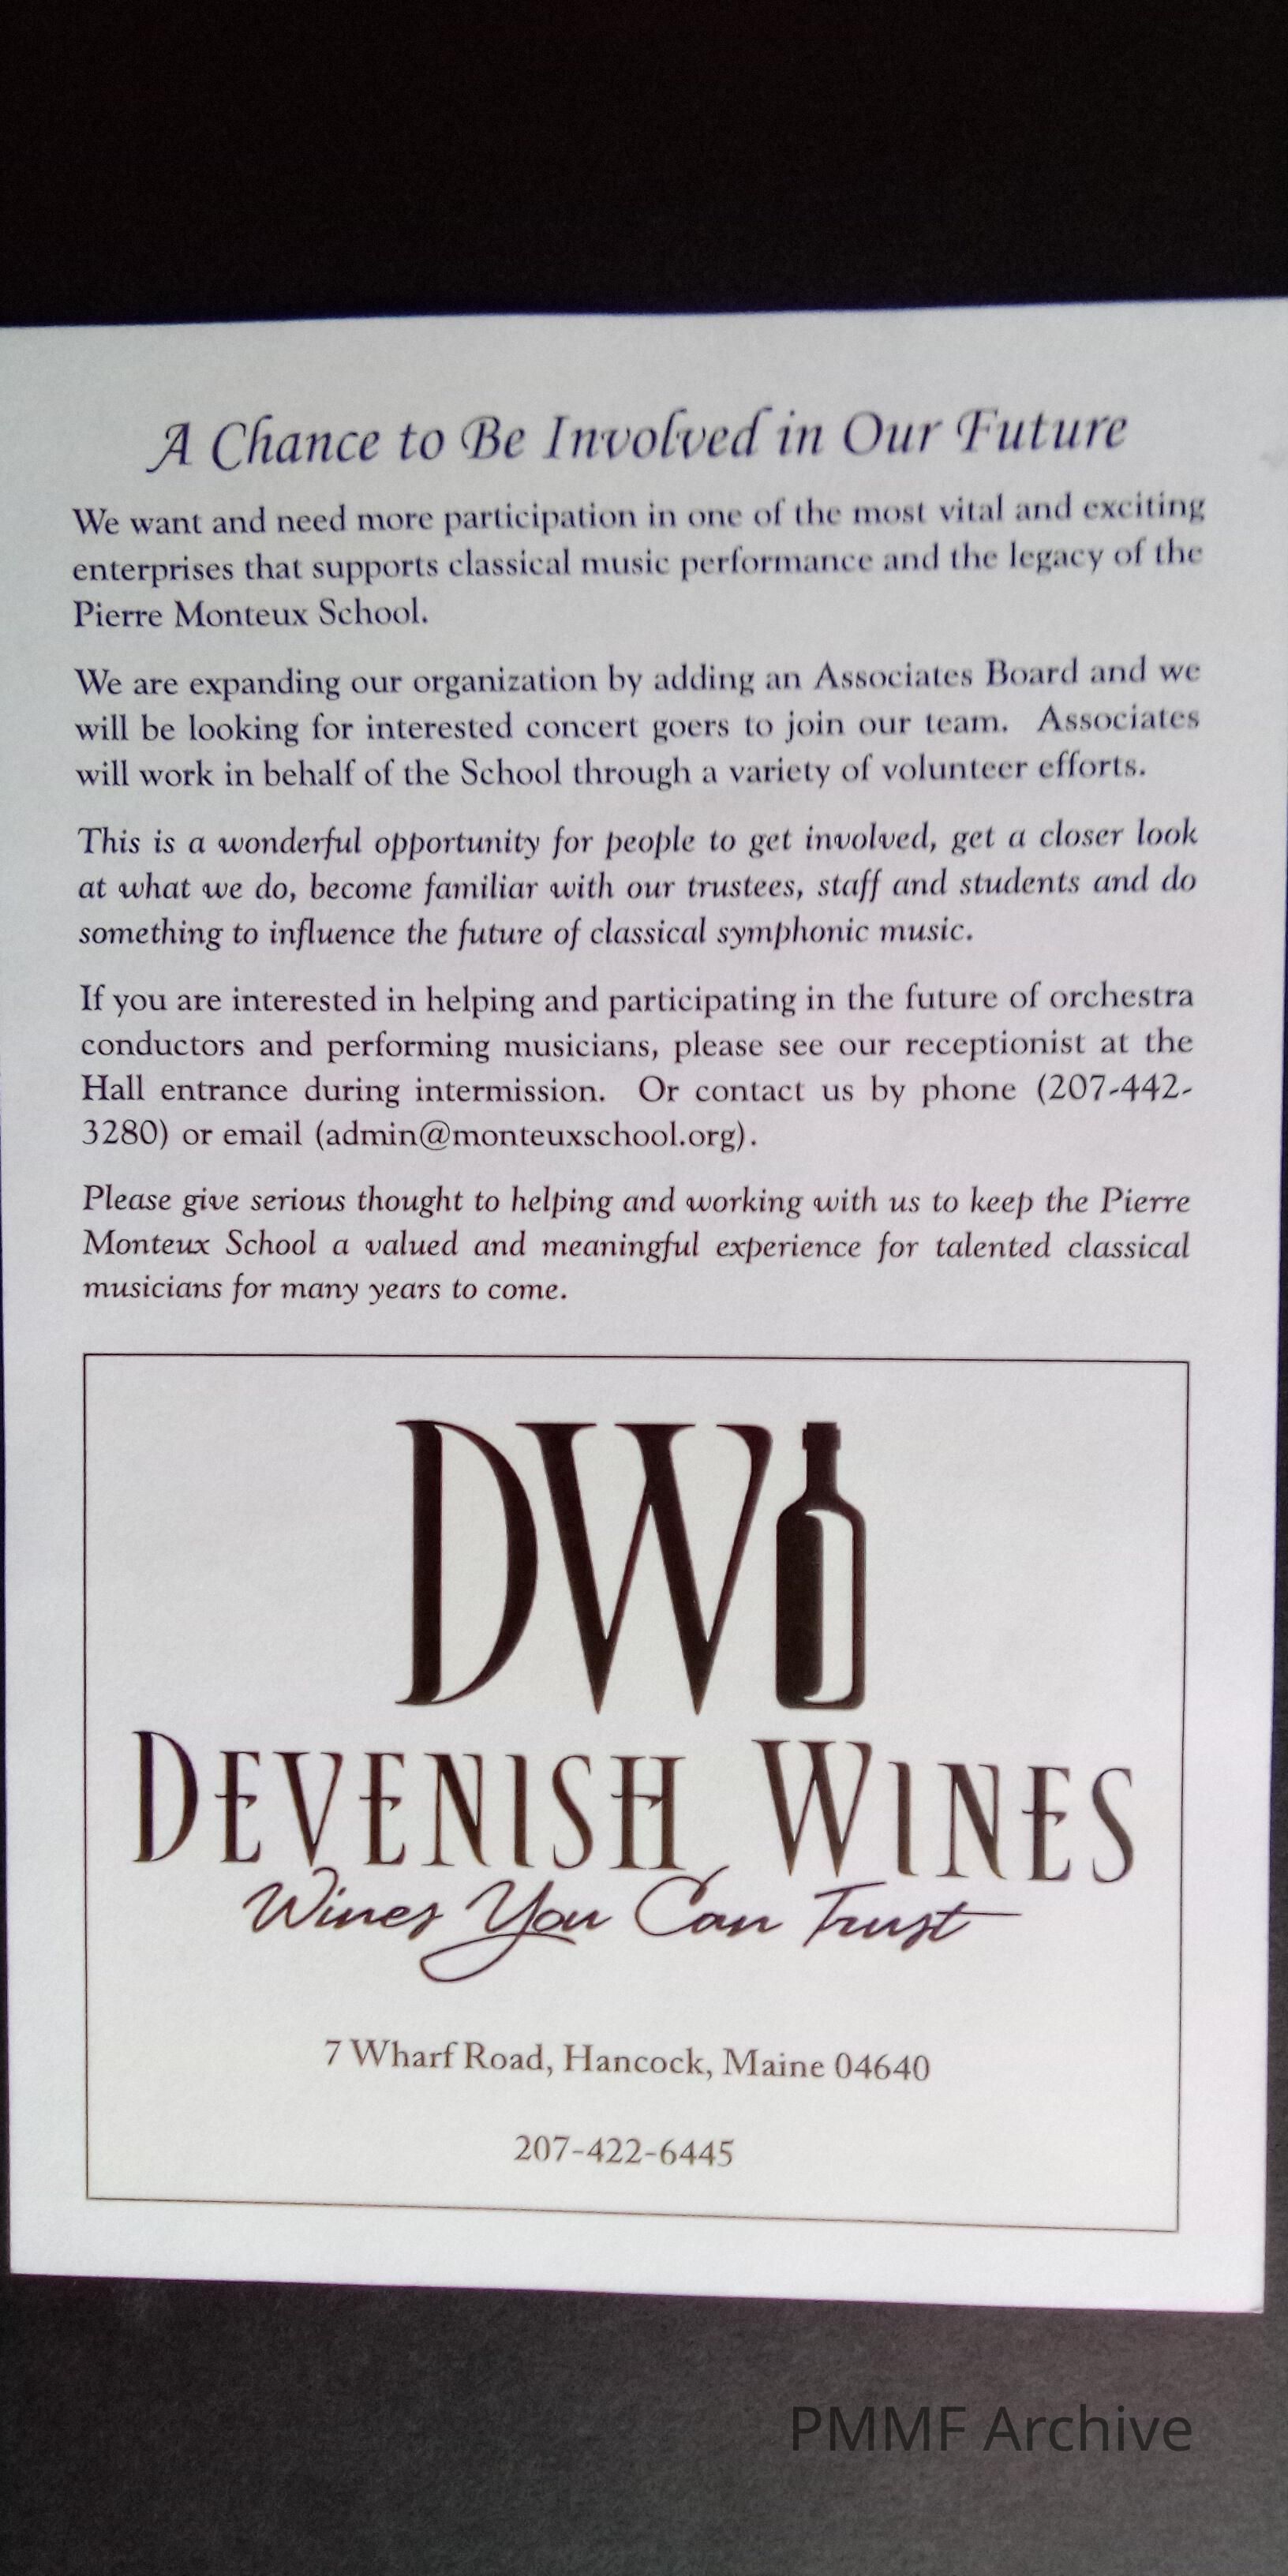 A Chance to Be Involved in Our Future
We want and need more participation in one of the most vital and exciting
enterprises that supports classical music performance and the legacy of the
Pierre Monteux School.
We are expanding our organization by adding an Associates Board and we
will be looking for interested concert goers to join our team. Associates
will work in behalf of the School through a variety of volunteer efforts.
This is a wonderful opportunity for people to get involved, get a closer look
at what we do, become familiar with our trustees, staff and students and do
something to influence the future of classical symphonic music.
If you are interested in helping and participating in the future of orchestra
conductors and performing musicians, please see our receptionist at the
Hall entrance during intermission. Or contact us by phone (207-442-
3280) or email (admin@monteuxschool.org).
Please give serious thought to helping and working with us to keep the Pierre
Monteux School a valued and meaningful experience for talented classical
musicians for many years to come.
DW
DEVENISH WINES
Wines You Can Trust
7 Wharf Road, Hancock, Maine 04640
207-422-6445
PMMF Archive